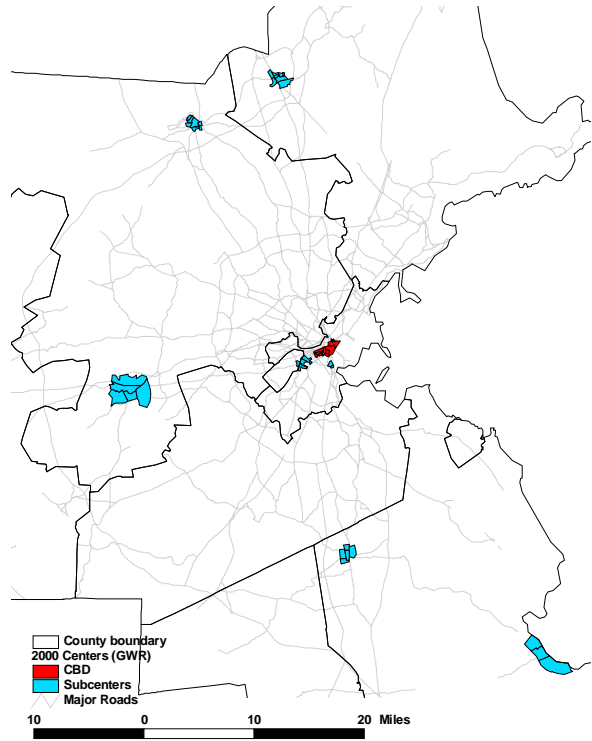 County boundary
2000 Centers (GWR)
CBD
Subcenters
Major Roads
10 0 10 20 Miles